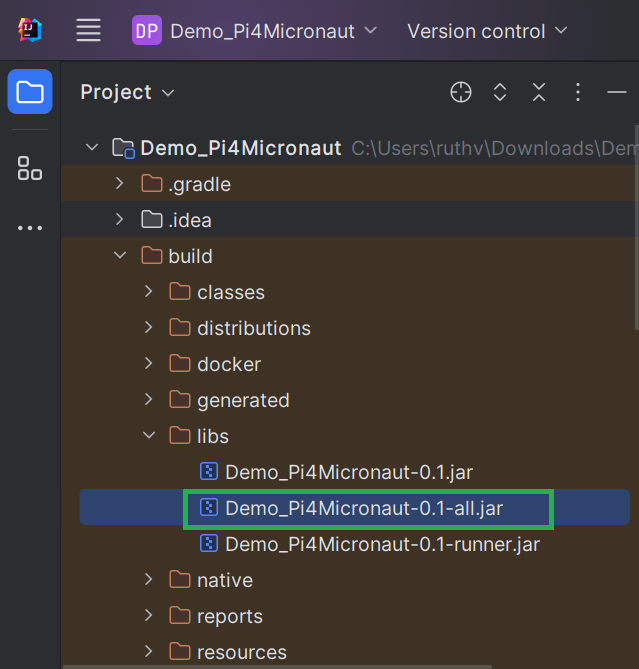 DP Demo_Pi4Micronaut Version control
Project
Demo_Pi4Micronaut C:\Users\ruthv\Downloads\Dem
.gradle
.idea
build
classes
distributions
docker
generated
libs
Demo_Pi4Micronaut-0.1.jar
Demo_Pi4Micronaut-0.1-all.jar
Demo_Pi4Micronaut-0.1-runner.jar
native
reports
resources